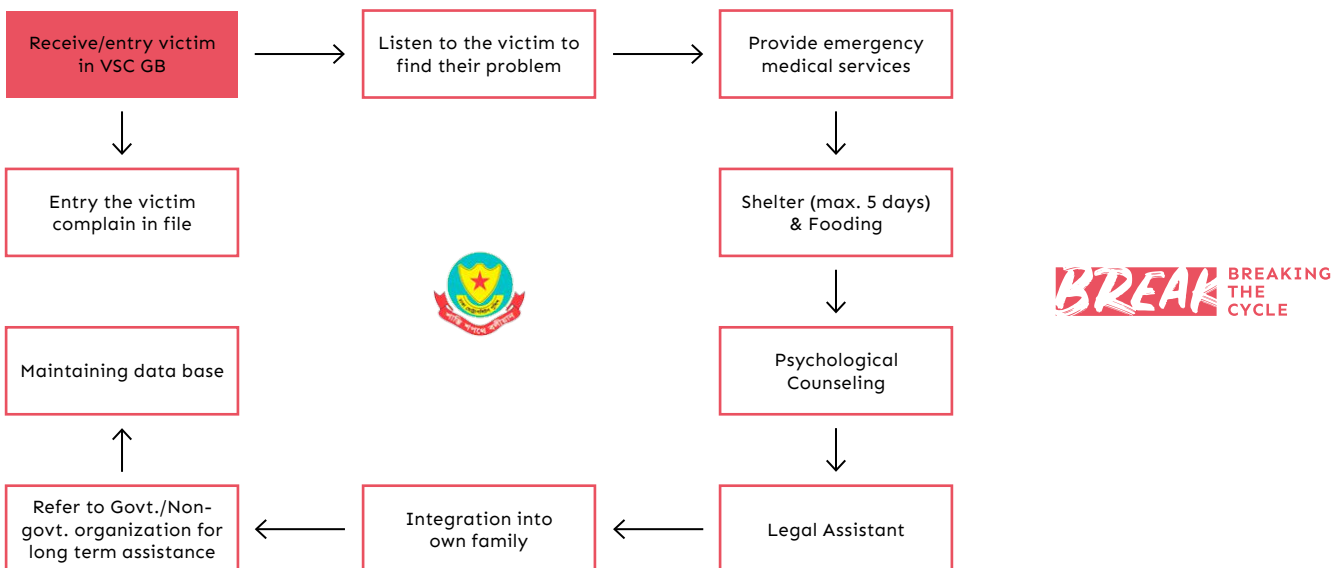 Receive/entry victim
in VSC GB
Listen to the victim to
find their problem
Provide emergency
medical services
Entry the victim
complain in file
Shelter (max. 5 days)
& Fooding
BREAK
BREAKING
THE
CYCLE
Maintaining data base
Psychological
Counseling
Refer to Govt./Non-
govt. organization for
long term assistance
Integration into
own family
Legal Assistant